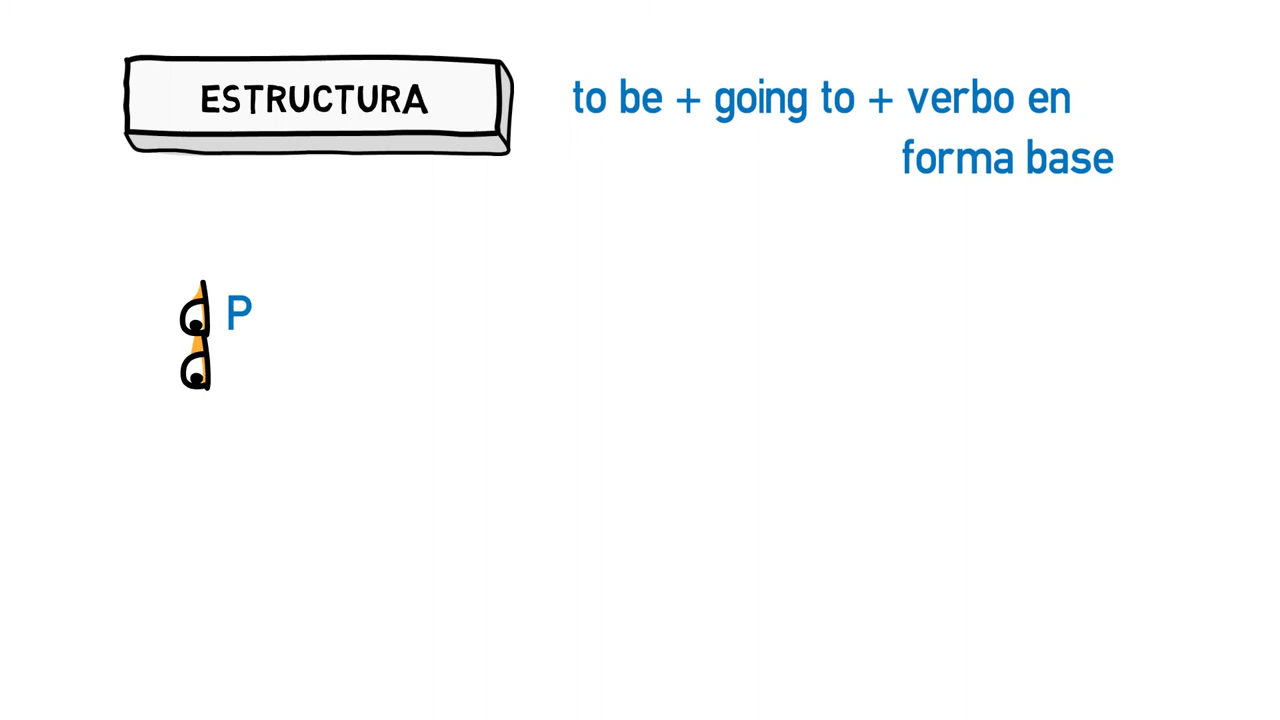 ESTRUCTURA
to be + going to + verbo en
forma base
P